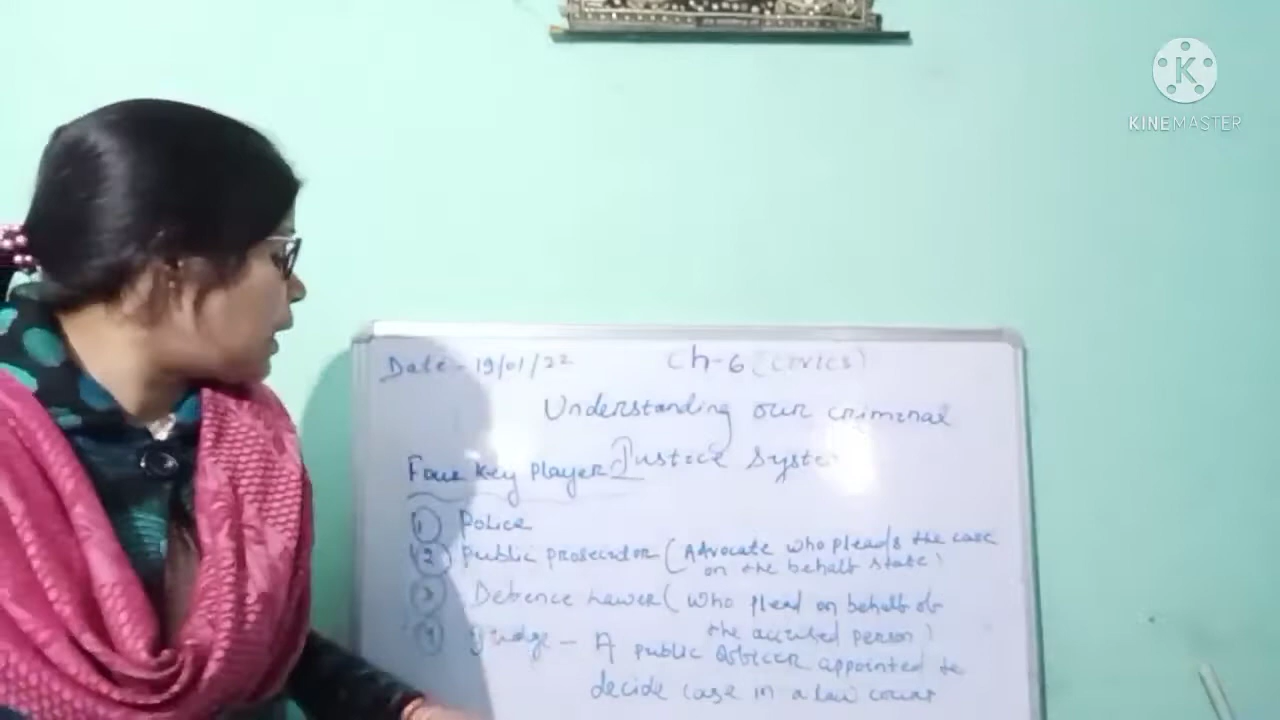 K
KINEMASTER
Date - 19/01/22 Ch-6 (Civics)
Understanding our criminal
Four key player Justice Syste
1 Police
2 Public prosecutor (Advocate who pleads the case
on the behalf state)
3 Defence Lawer (who plead on behalf of
the accused person)
4 Judge - A public officer appointed to
decide case in a law court